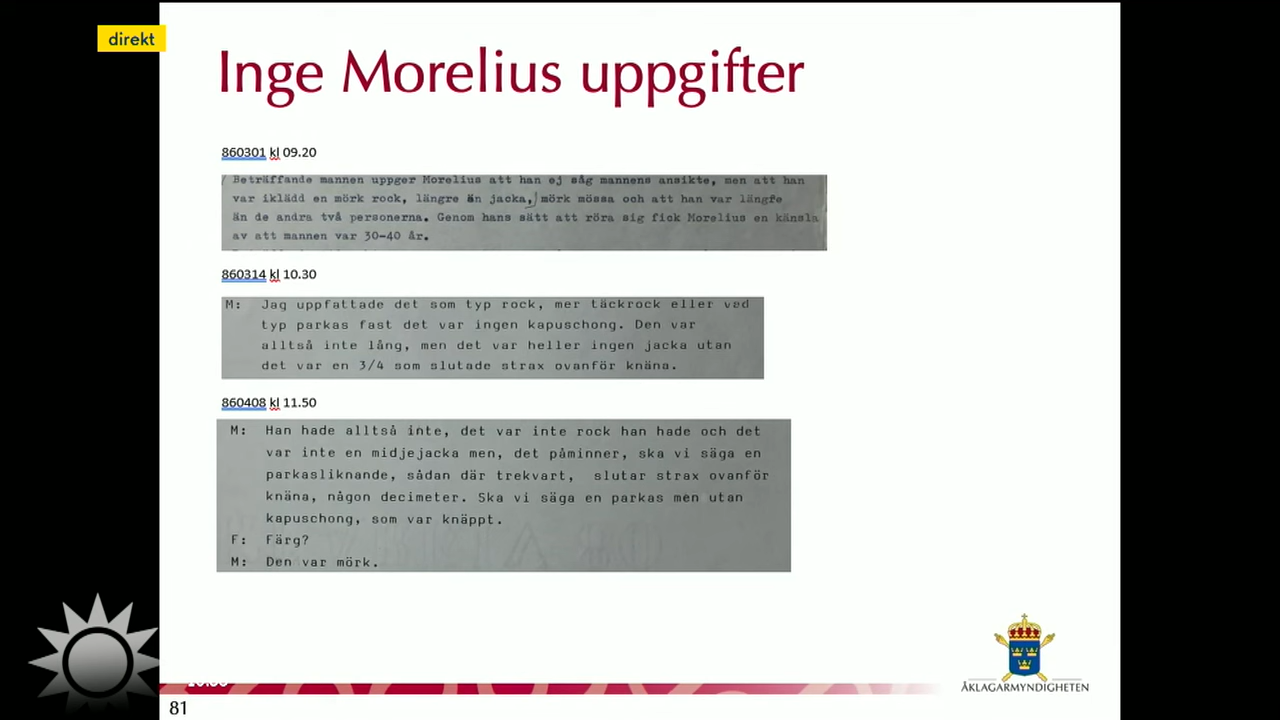 direkt
Inge Morelius uppgifter
860301 kl 09.20
Beträffande mannen uppger Morelius att han ej såg mannens ansikte, men att han
var iklädd en mörk rock, längre än jacka, mörk mössa och att han var längre
än de andra två personerna. Genom hans sätt att röra sig fick Morelius en känsla
av att mannen var 30-40 år.
860314 kl 10.30
M: Jag uppfattade det som typ rock, mer täckrock eller vad
typ parkas fast det var ingen kapuschong. Den var
alltså inte lång, men det var heller ingen jacka utan
det var en 3/4 som slutade strax ovanför knäna.
860408 kl 11.50
M: Han hade alltså inte, det var inte rock han hade och det
var inte en midjejacka men, det påminner, ska vi säga en
parkasliknande, sådan där trekvart, slutar strax ovanför
knäna, någon decimeter. Ska vi säga en parkas men utan
kapuschong, som var knäppt.
F: Färg?
M: Den var mörk.
ÅKLAGARMYNDIGHETEN
81